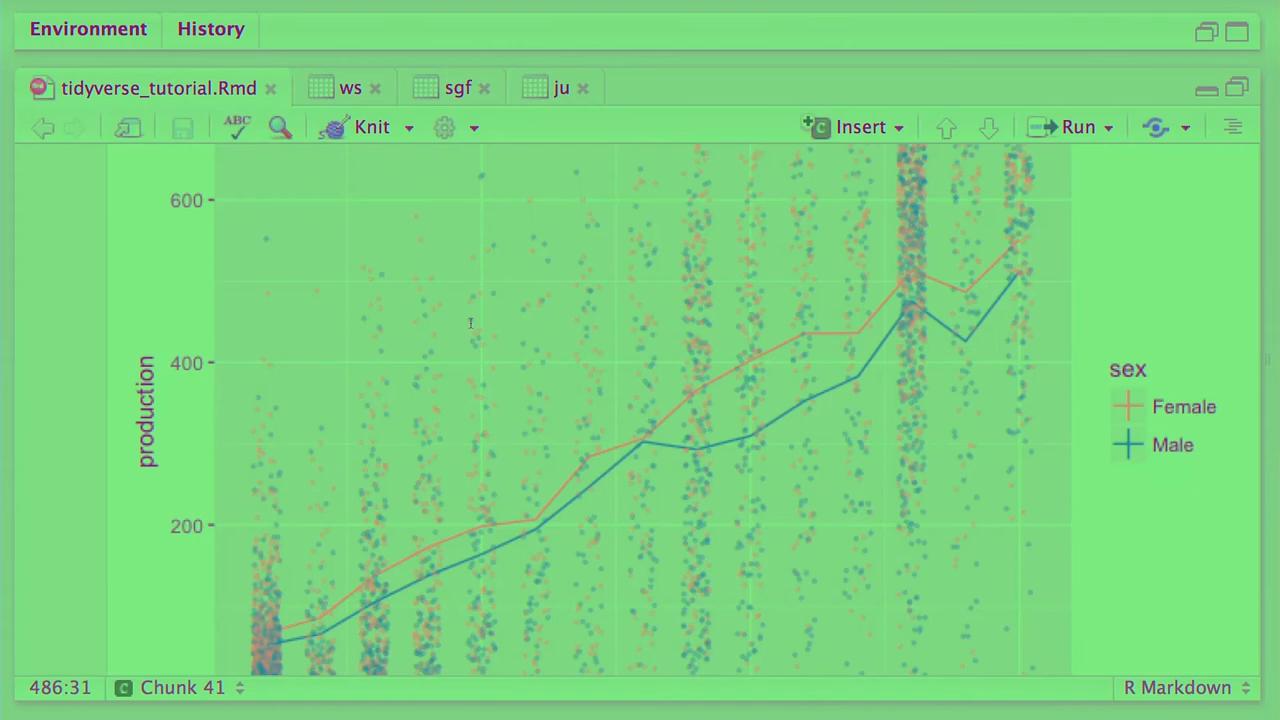 Environment History
tidyverse_tutorial.Rmd ws sgf ju
ABC Knit Insert Run
600
400
200
production
sex
Female
Male
486:31 Chunk 41 R Markdown